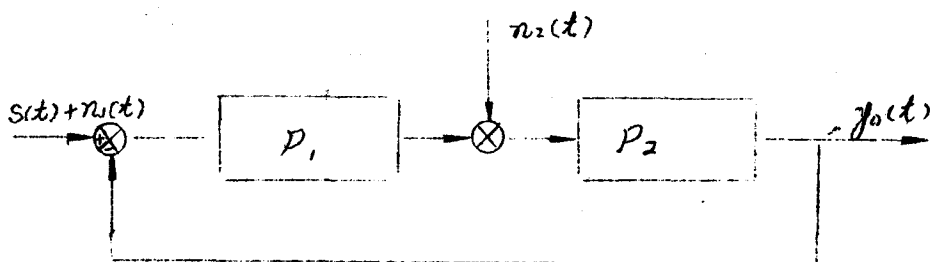 n₂(t)
S(t)+n₁(t)
P₁
P₂
y₀(t)